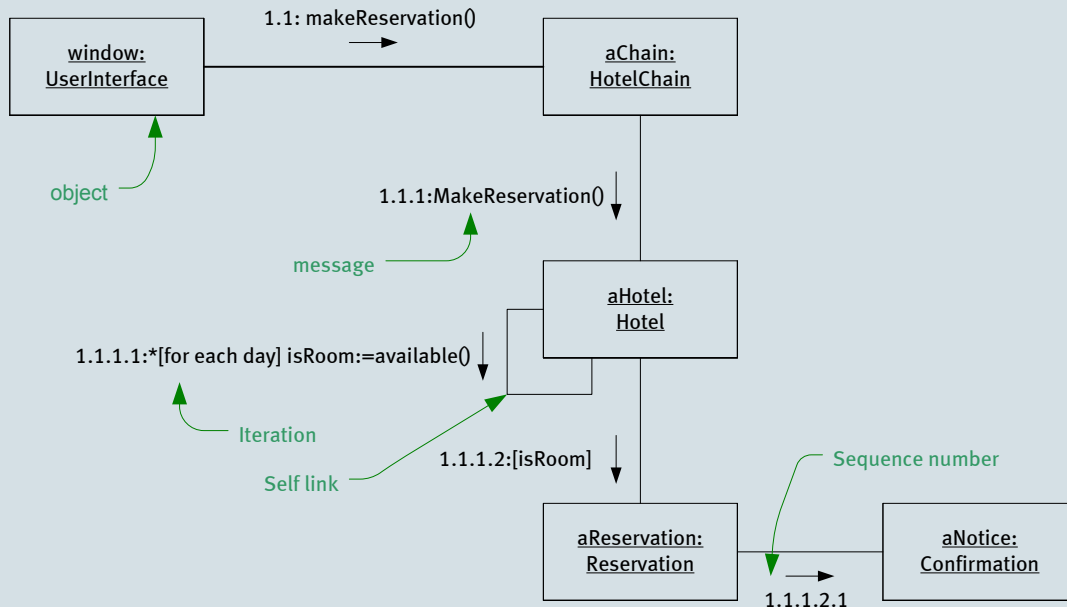 1.1: makeReservation()
window:
UserInterface
aChain:
HotelChain
object
1.1.1:MakeReservation()
message
aHotel:
Hotel
1.1.1.1:*[for each day] isRoom:=available()
Iteration
1.1.1.2:[isRoom]
Self link
Sequence number
aReservation:
Reservation
aNotice:
Confirmation
1.1.1.2.1